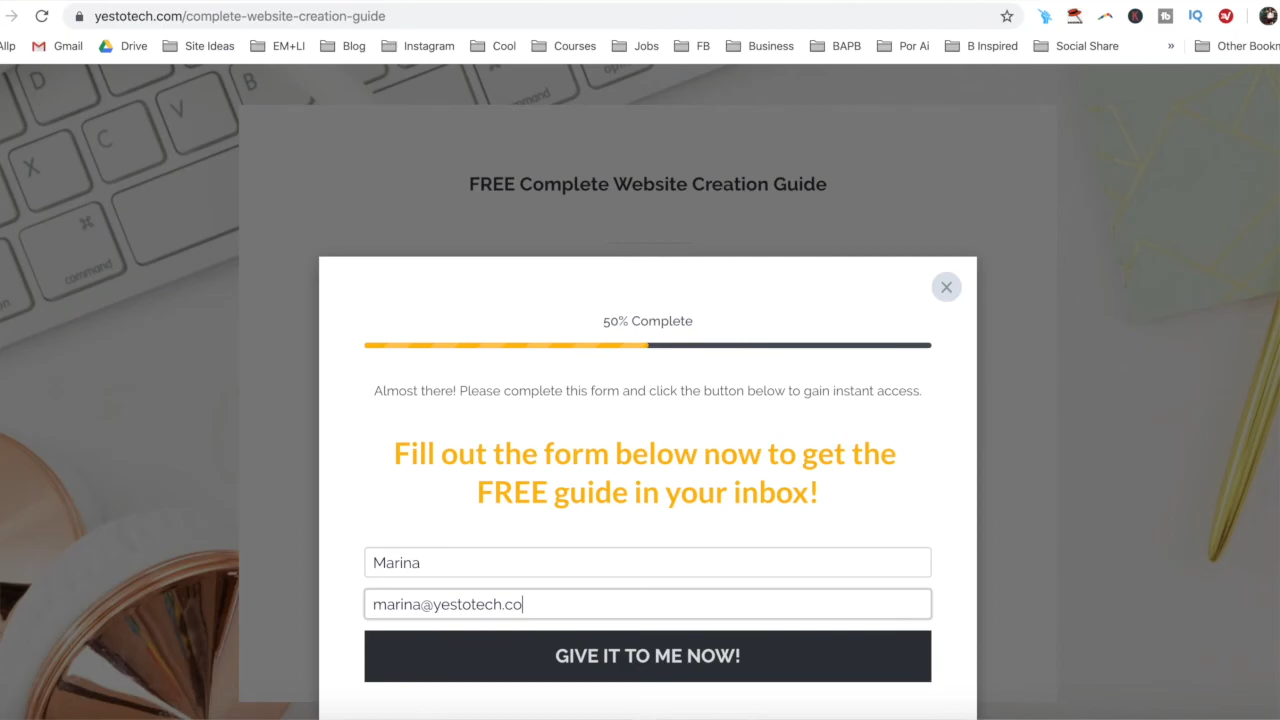 yestotech.com/complete-website-creation-guide
Allp Gmail Drive Site Ideas EM+LI Blog Instagram Cool Courses Jobs FB Business BAPB Por Ai B Inspired Social Share » Other Bookm
D
B
V
C
X
command
option
command
FREE Complete Website Creation Guide
50% Complete
Almost there! Please complete this form and click the button below to gain instant access.
Fill out the form below now to get the
FREE guide in your inbox!
Marina
marina@yestotech.co
GIVE IT TO ME NOW!